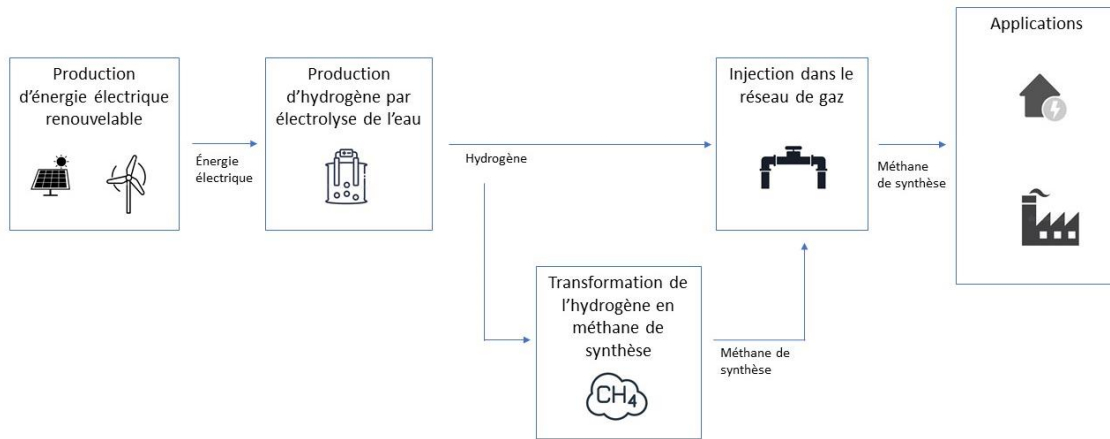 Production
d'énergie électrique
renouvelable
Énergie
électrique
Production
d'hydrogène par
électrolyse de l'eau
Hydrogène
Transformation de
l'hydrogène en
méthane de
synthèse
CH4
Méthane de
synthèse
Injection dans le
réseau de gaz
Méthane
de synthèse
Applications